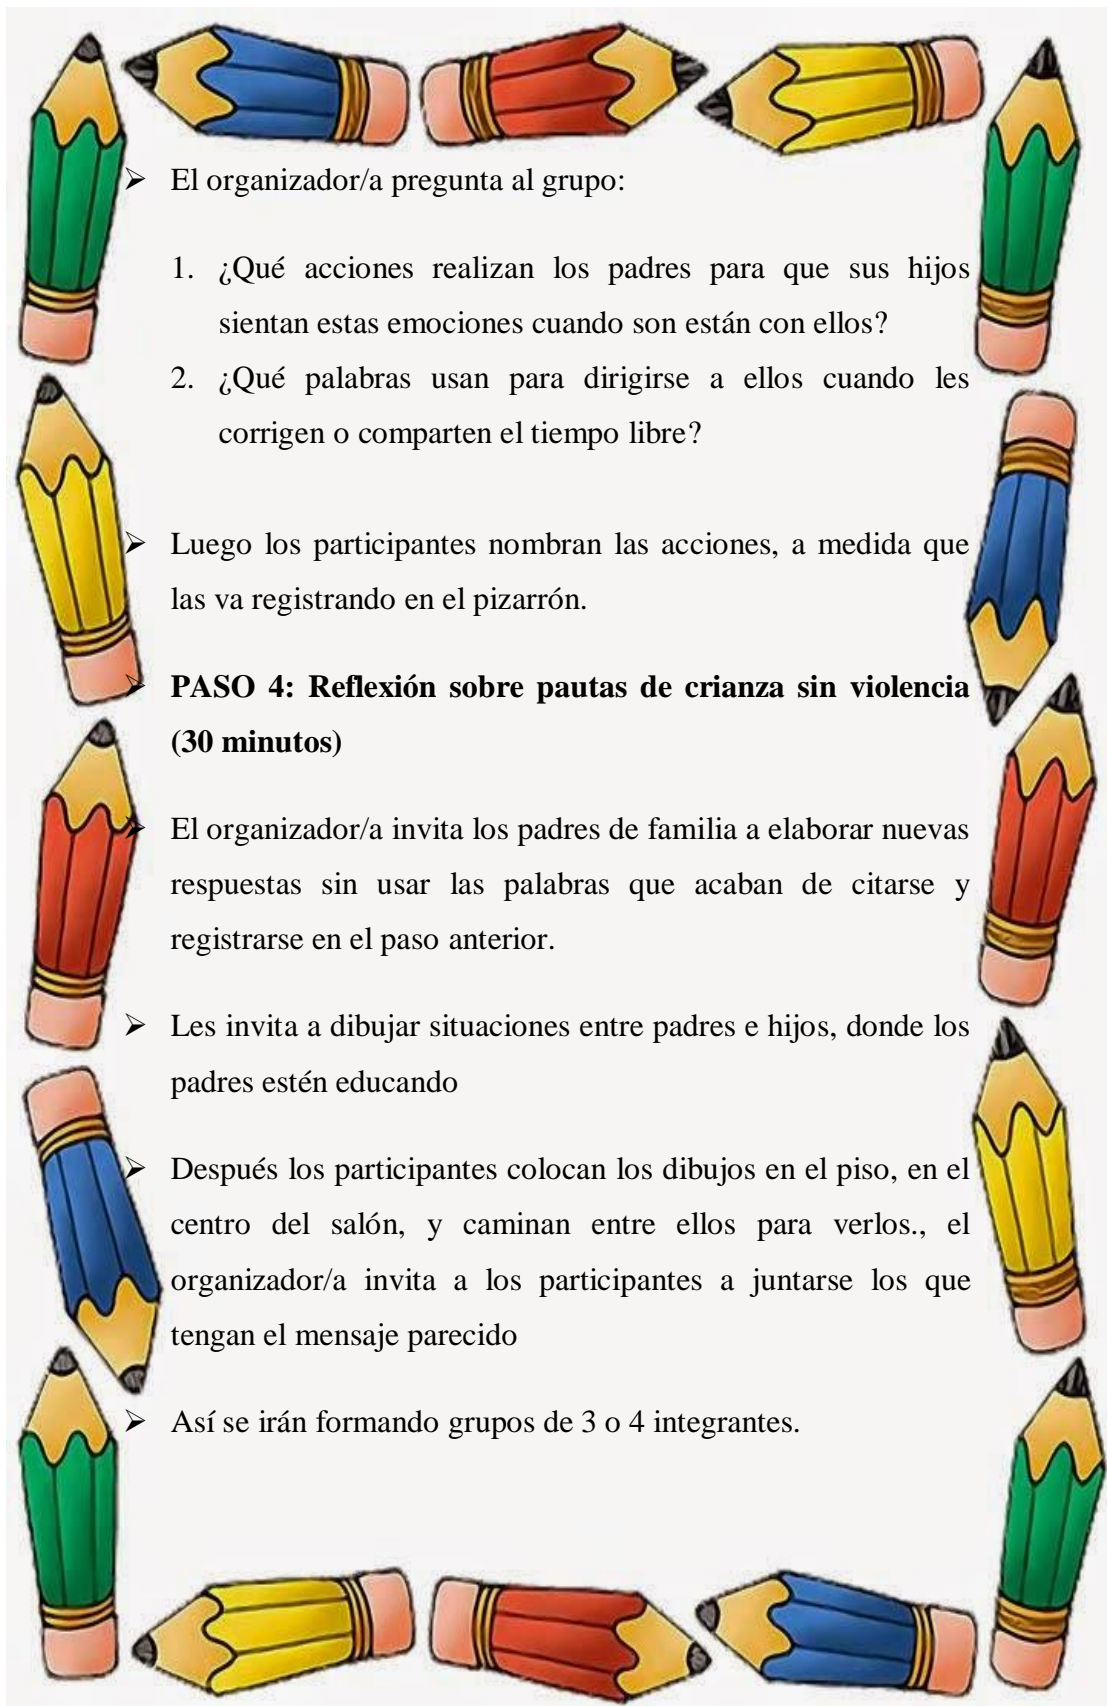 ➢ El organizador/a pregunta al grupo:
1. ¿Qué acciones realizan los padres para que sus hijos
sientan estas emociones cuando son están con ellos?
2. ¿Qué palabras usan para dirigirse a ellos cuando les
corrigen o comparten el tiempo libre?
➢ Luego los participantes nombran las acciones, a medida que
las va registrando en el pizarrón.
➢ PASO 4: Reflexión sobre pautas de crianza sin violencia
(30 minutos)
➢ El organizador/a invita los padres de familia a elaborar nuevas
respuestas sin usar las palabras que acaban de citarse y
registrarse en el paso anterior.
➢ Les invita a dibujar situaciones entre padres e hijos, donde los
padres estén educando
➢ Después los participantes colocan los dibujos en el piso, en el
centro del salón, y caminan entre ellos para verlos., el
organizador/a invita a los participantes a juntarse los que
tengan el mensaje parecido
➢ Así se irán formando grupos de 3 o 4 integrantes.